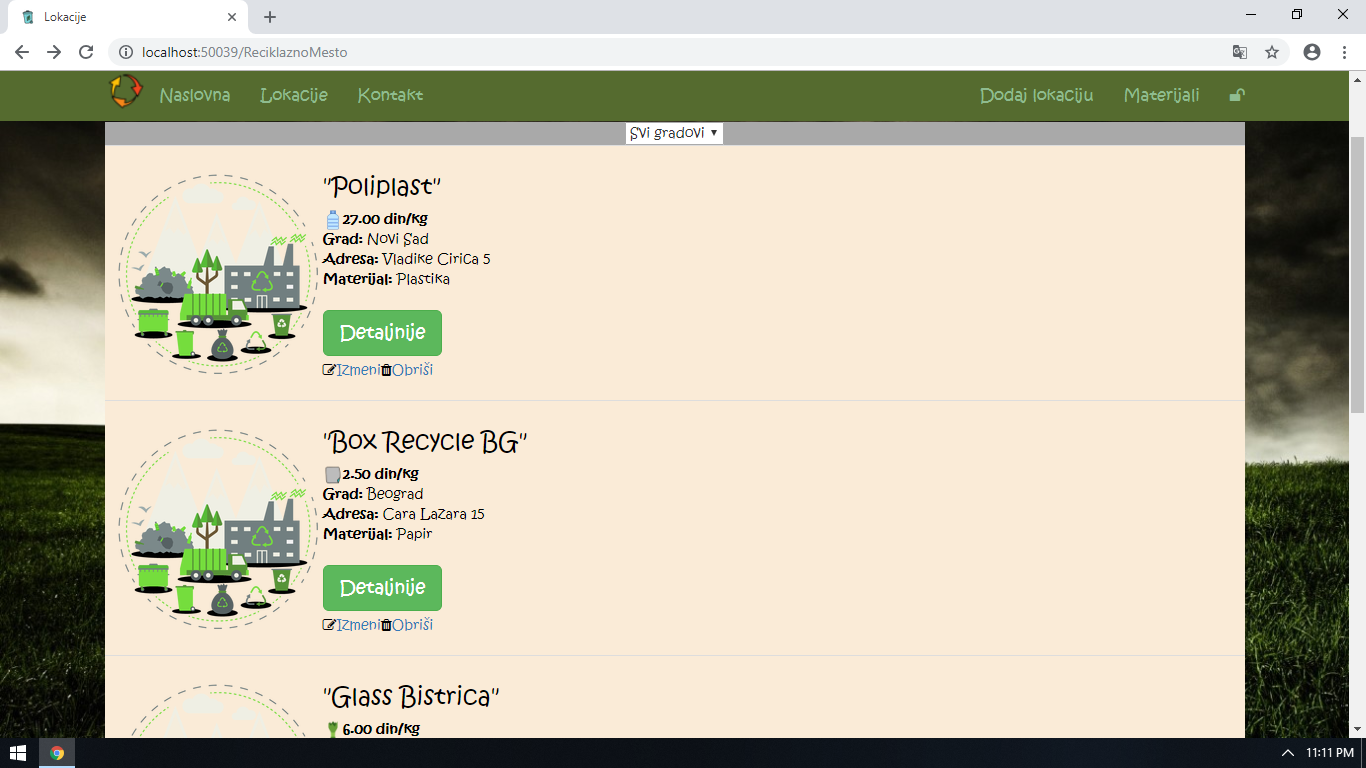 Lokacije
localhost:50039/ReciklaznoMesto
Naslovna Lokacije Kontakt Dodaj lokaciju Materijali
Svi gradovi
"Poliplast"
27.00 din/kg
Grad: Novi Sad
Adresa: Vladike Cirica 5
Materijal: Plastika
Detaljnije
Izmeni Obriši
"Box Recycle BG"
2.50 din/kg
Grad: Beograd
Adresa: Cara Lazara 15
Materijal: Papir
Detaljnije
Izmeni Obriši
"Glass Bistrica"
6.00 din/kg
11:11 PM